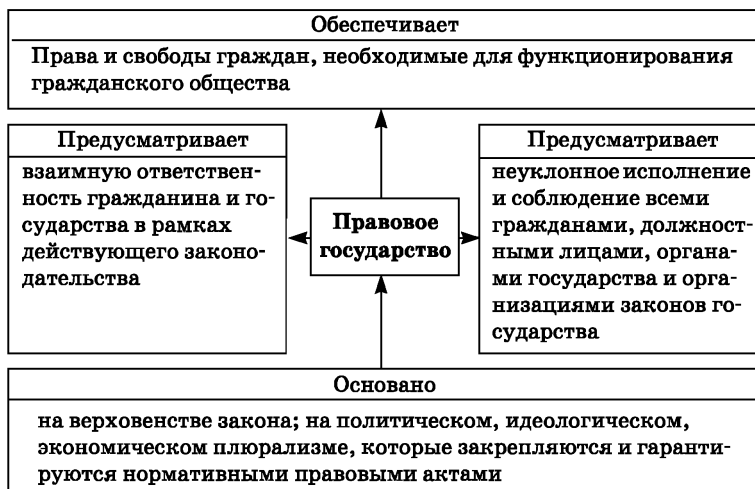 Обеспечивает
Права и свободы граждан, необходимые для функционирования
гражданского общества
Предусматривает
взаимную ответствен-
ность гражданина и го-
сударства в рамках
действующего законо-
дательства
Правовое
государство
Предусматривает
неуклонное исполнение
и соблюдение всеми
гражданами, должност-
ными лицами, органа-
ми государства и орга-
низациями законов го-
сударства
Основано
на верховенстве закона; на политическом, идеологическом,
экономическом плюрализме, которые закрепляются и гаранти-
руются нормативными правовыми актами